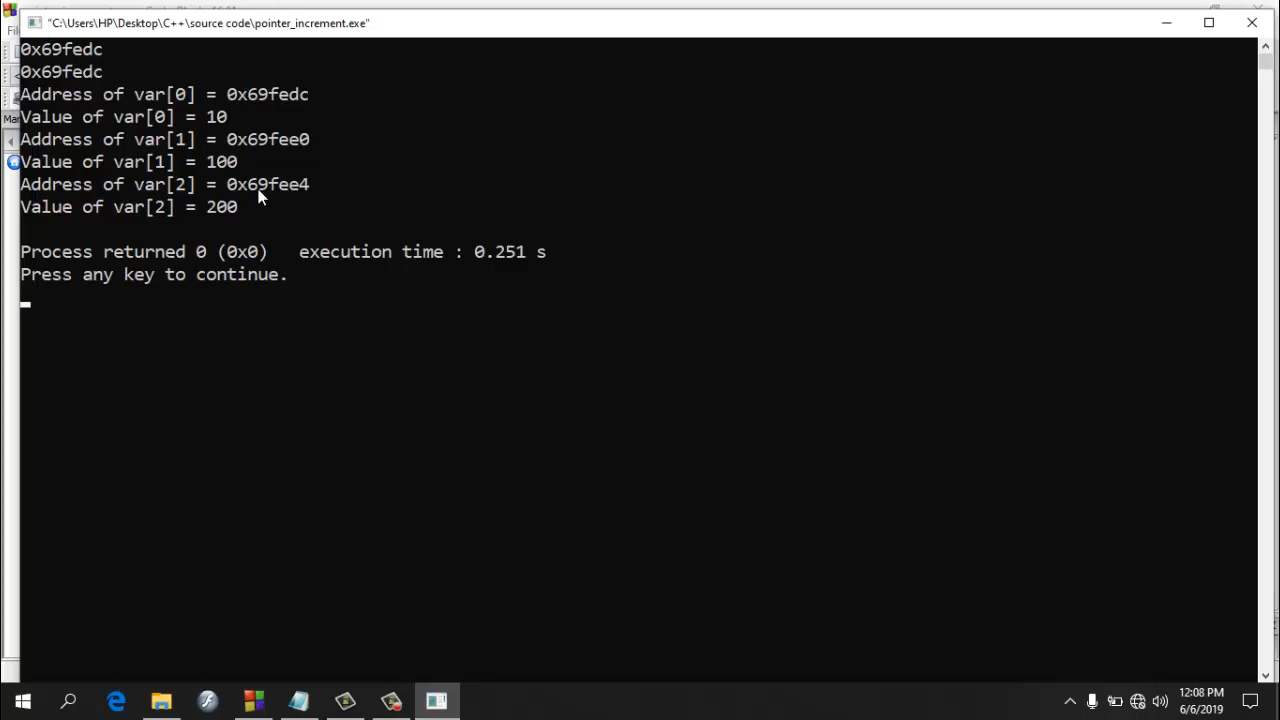 "C:\Users\HP\Desktop\C++\source code\pointer_increment.exe"
Fi
Mar
0x69fedc
0x69fedc
Address of var[0] = 0x69fedc
Value of var[0] = 10
Address of var[1] = 0x69fee0
Value of var[1] = 100
Address of var[2] = 0x69fee4
Value of var[2] = 200
Process returned 0 (0x0)   execution time : 0.251 s
Press any key to continue.
12:08 PM
6/6/2019